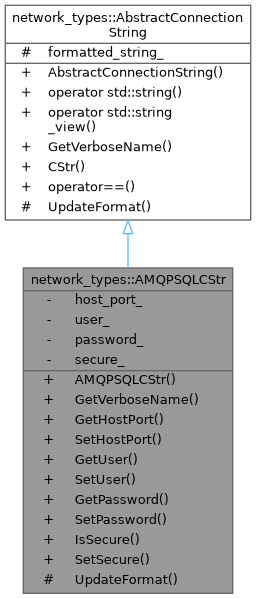 network_types::AbstractConnection
String
# formatted_string_
+ AbstractConnectionString()
+ operator std::string()
+ operator std::string
_view()
+ GetVerboseName()
+ CStr()
+ operator==()
# UpdateFormat()
network_types::AMQPSQLCStr
- host_port_
- user_
- password_
- secure_
+ AMQPSQLCStr()
+ GetVerboseName()
+ GetHostPort()
+ SetHostPort()
+ GetUser()
+ SetUser()
+ GetPassword()
+ SetPassword()
+ IsSecure()
+ SetSecure()
# UpdateFormat()